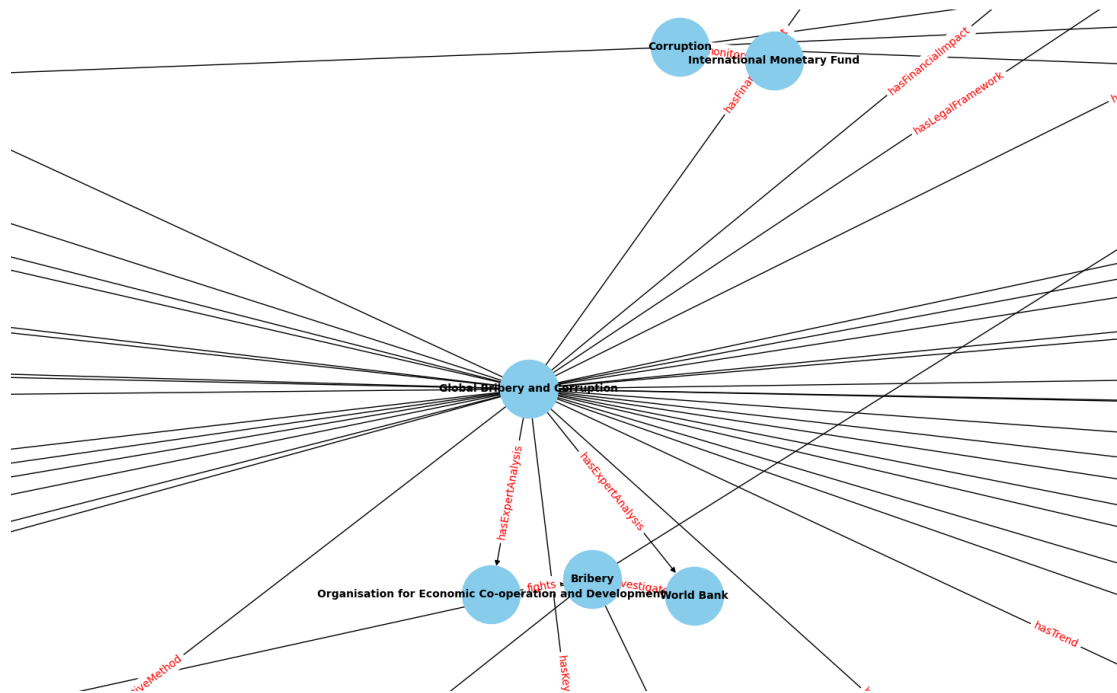 Corruption
International Monetary Fund
hasFinancialImpact
hasLegalFramework
Global Bribery and Corruption
hasExpertAnalysis
hasExpertAnalysis
fights
Bribery
Organisation for Economic Co-operation and Development
World Bank
hasTrend
hasKey